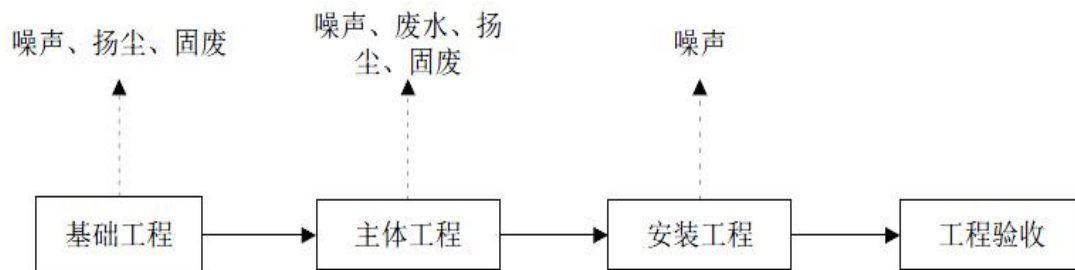 噪声、扬尘、固废
噪声、废水、扬
尘、固废
噪声
基础工程
主体工程
安装工程
工程验收